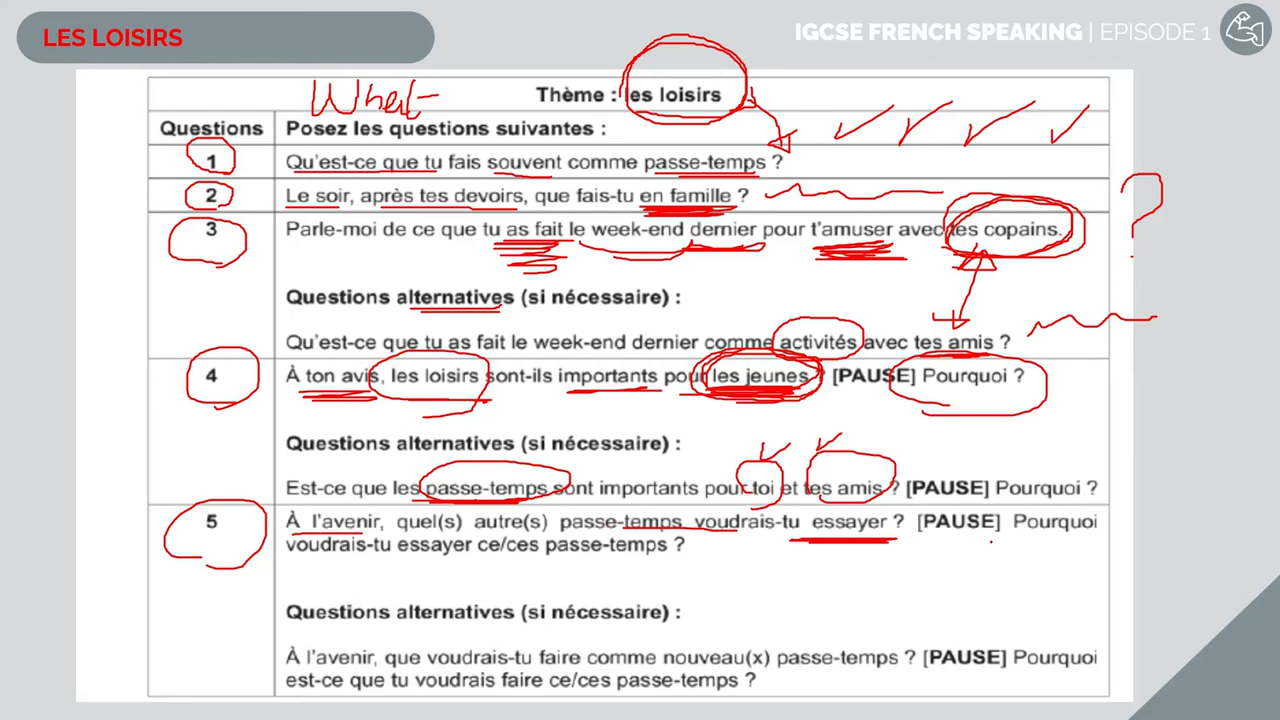 LES LOISIRS
IGCSE FRENCH SPEAKING | EPISODE 1
What
Thème : les loisirs
Questions Posez les questions suivantes :
1 Qu'est-ce que tu fais souvent comme passe-temps ?
2 Le soir, après tes devoirs, que fais-tu en famille ?
?
3 Parle-moi de ce que tu as fait le week-end dernier pour t'amuser avec tes copains.
Questions alternatives (si nécessaire) :
Qu'est-ce que tu as fait le week-end dernier comme activités avec tes amis ?
4 À ton avis, les loisirs sont-ils importants pour les jeunes ? [PAUSE] Pourquoi ?
Questions alternatives (si nécessaire) :
Est-ce que les passe-temps sont importants pour toi et tes amis ? [PAUSE] Pourquoi ?
5 À l'avenir, quel(s) autre(s) passe-temps voudrais-tu essayer ? [PAUSE] Pourquoi
voudrais-tu essayer ce/ces passe-temps ?
Questions alternatives (si nécessaire) :
À l'avenir, que voudrais-tu faire comme nouveau(x) passe-temps ? [PAUSE] Pourquoi
est-ce que tu voudrais faire ce/ces passe-temps ?